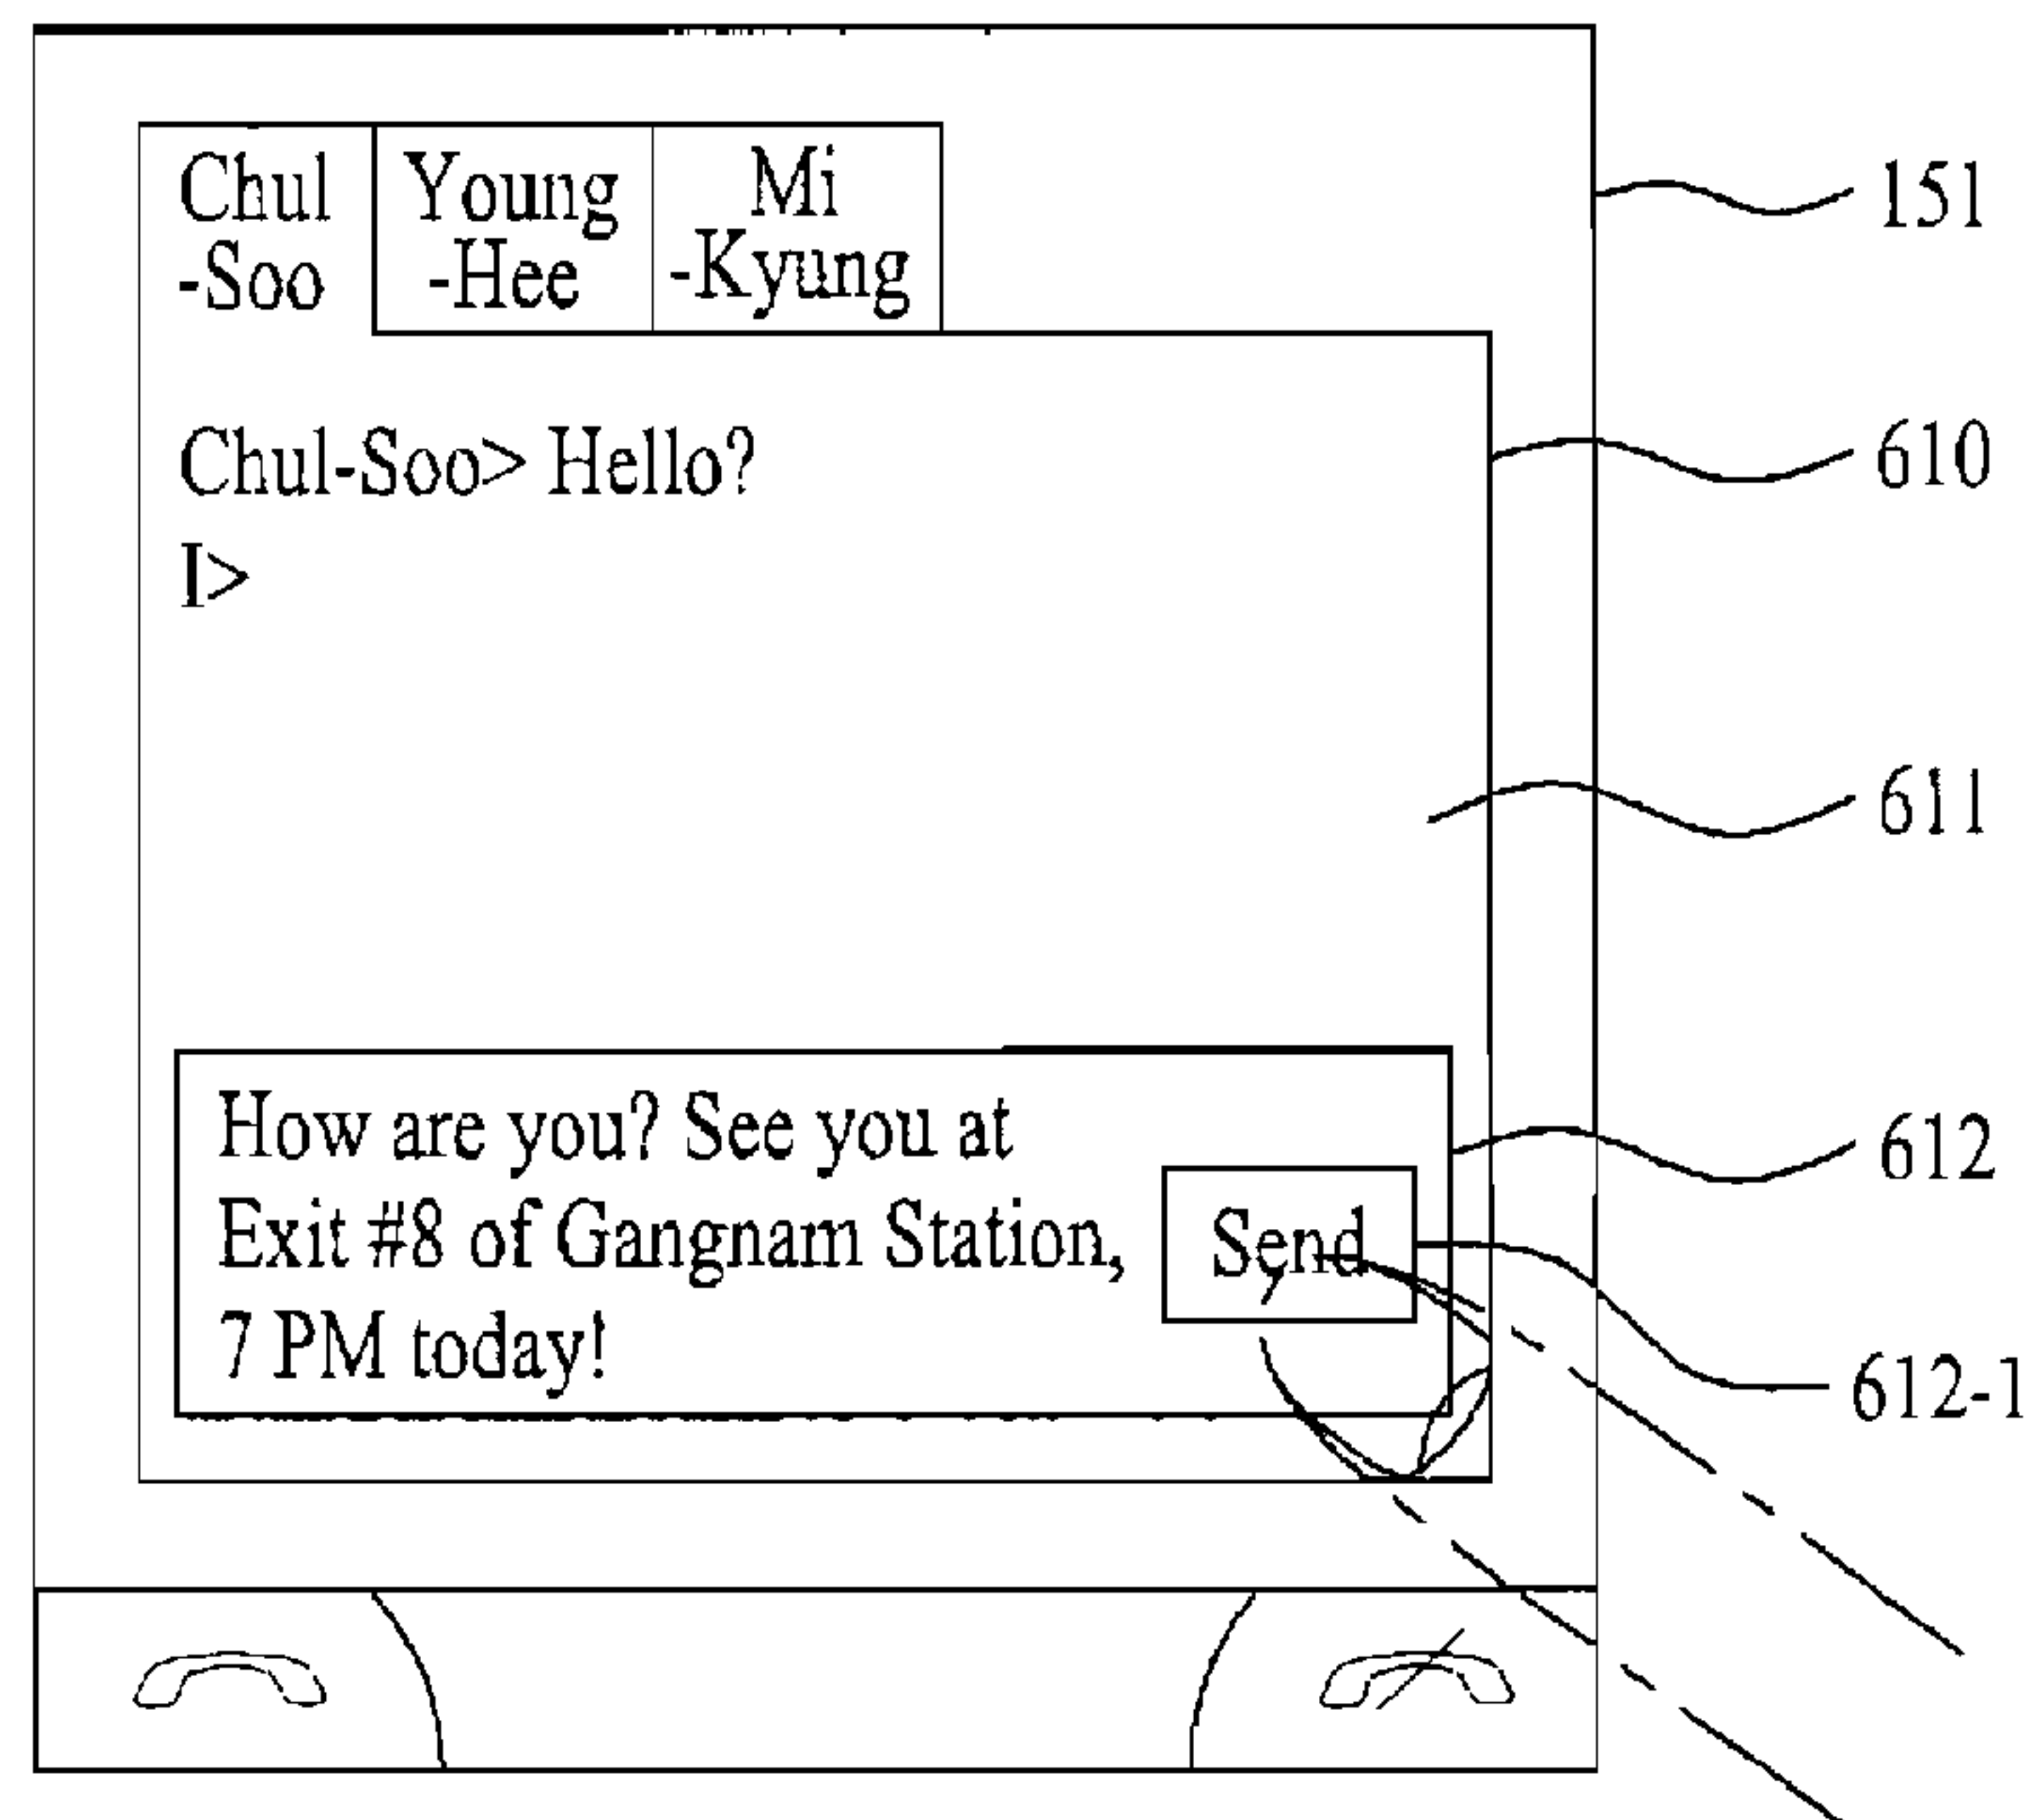 Chul
-Soo
Young
-Hee
Mi
-Kyung
151
Chul-Soo> Hello?
610
I>
611
How are you? See you at
612
Exit #8 of Gangnam Station,
Send
7 PM today!
612-1